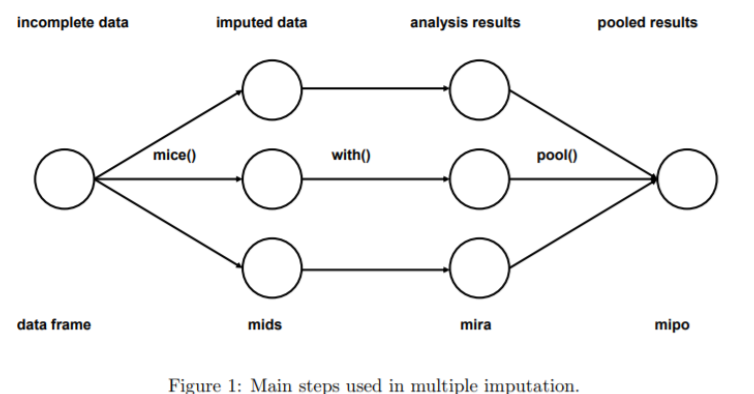 incomplete data imputed data analysis results pooled results
mice() with() pool()
data frame mids mira mipo
Figure 1: Main steps used in multiple imputation.